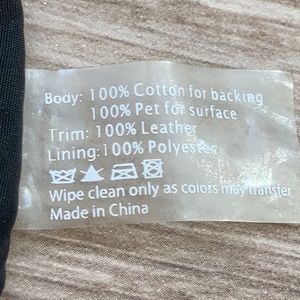 Body: 100% Cotton for backing
100% Pet for surface
Trim: 100% Leather
Lining: 100% Polyester
Wipe clean only as colors may transfer
Made in China